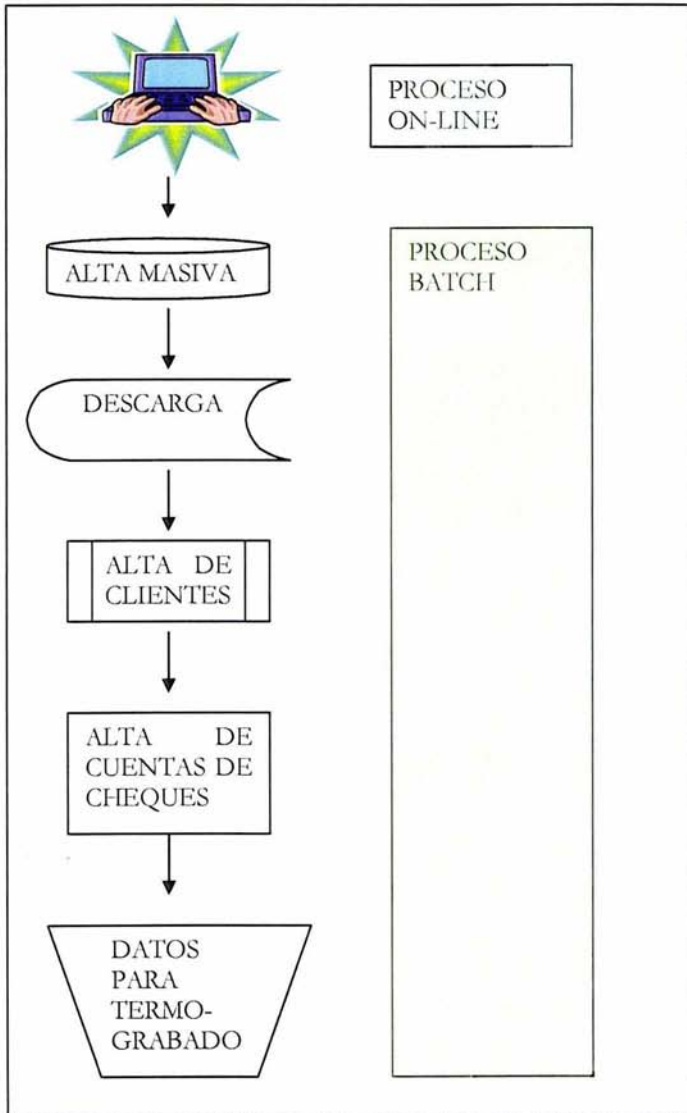 PROCESO
ON-LINE
ALTA MASIVA
PROCESO
BATCH
DESCARGA
ALTA DE
CLIENTES
ALTA DE
CUENTAS DE
CHEQUES
DATOS
PARA
TERMO-
GRABADO